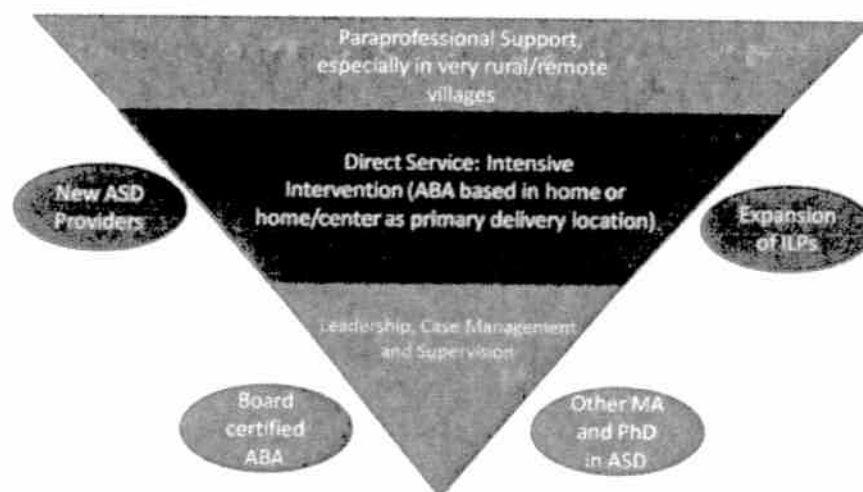 Paraprofessional Support,
especially in very rural/remote
villages
Direct Service: Intensive
Intervention (ABA based in home or
home/center as primary delivery location)
New ASD
Providers
Expansion
of ILPs
Leadership, Case Management
and Supervision
Board
certified
ABA
Other MA
and PhD
in ASD